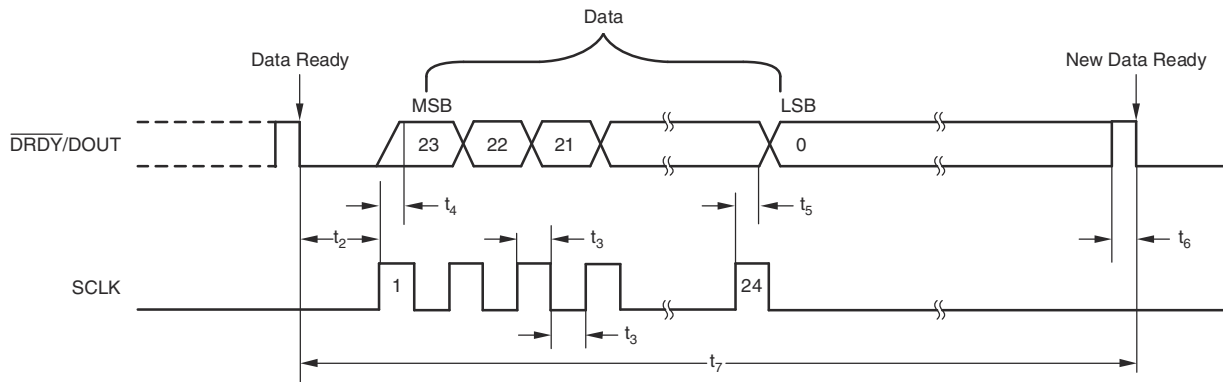 Data
Data Ready
New Data Ready
MSB
LSB
D̅R̅D̅Y̅/DOUT
23
22
21
0
t4
t5
t2
t3
t6
SCLK
1
24
t3
t7